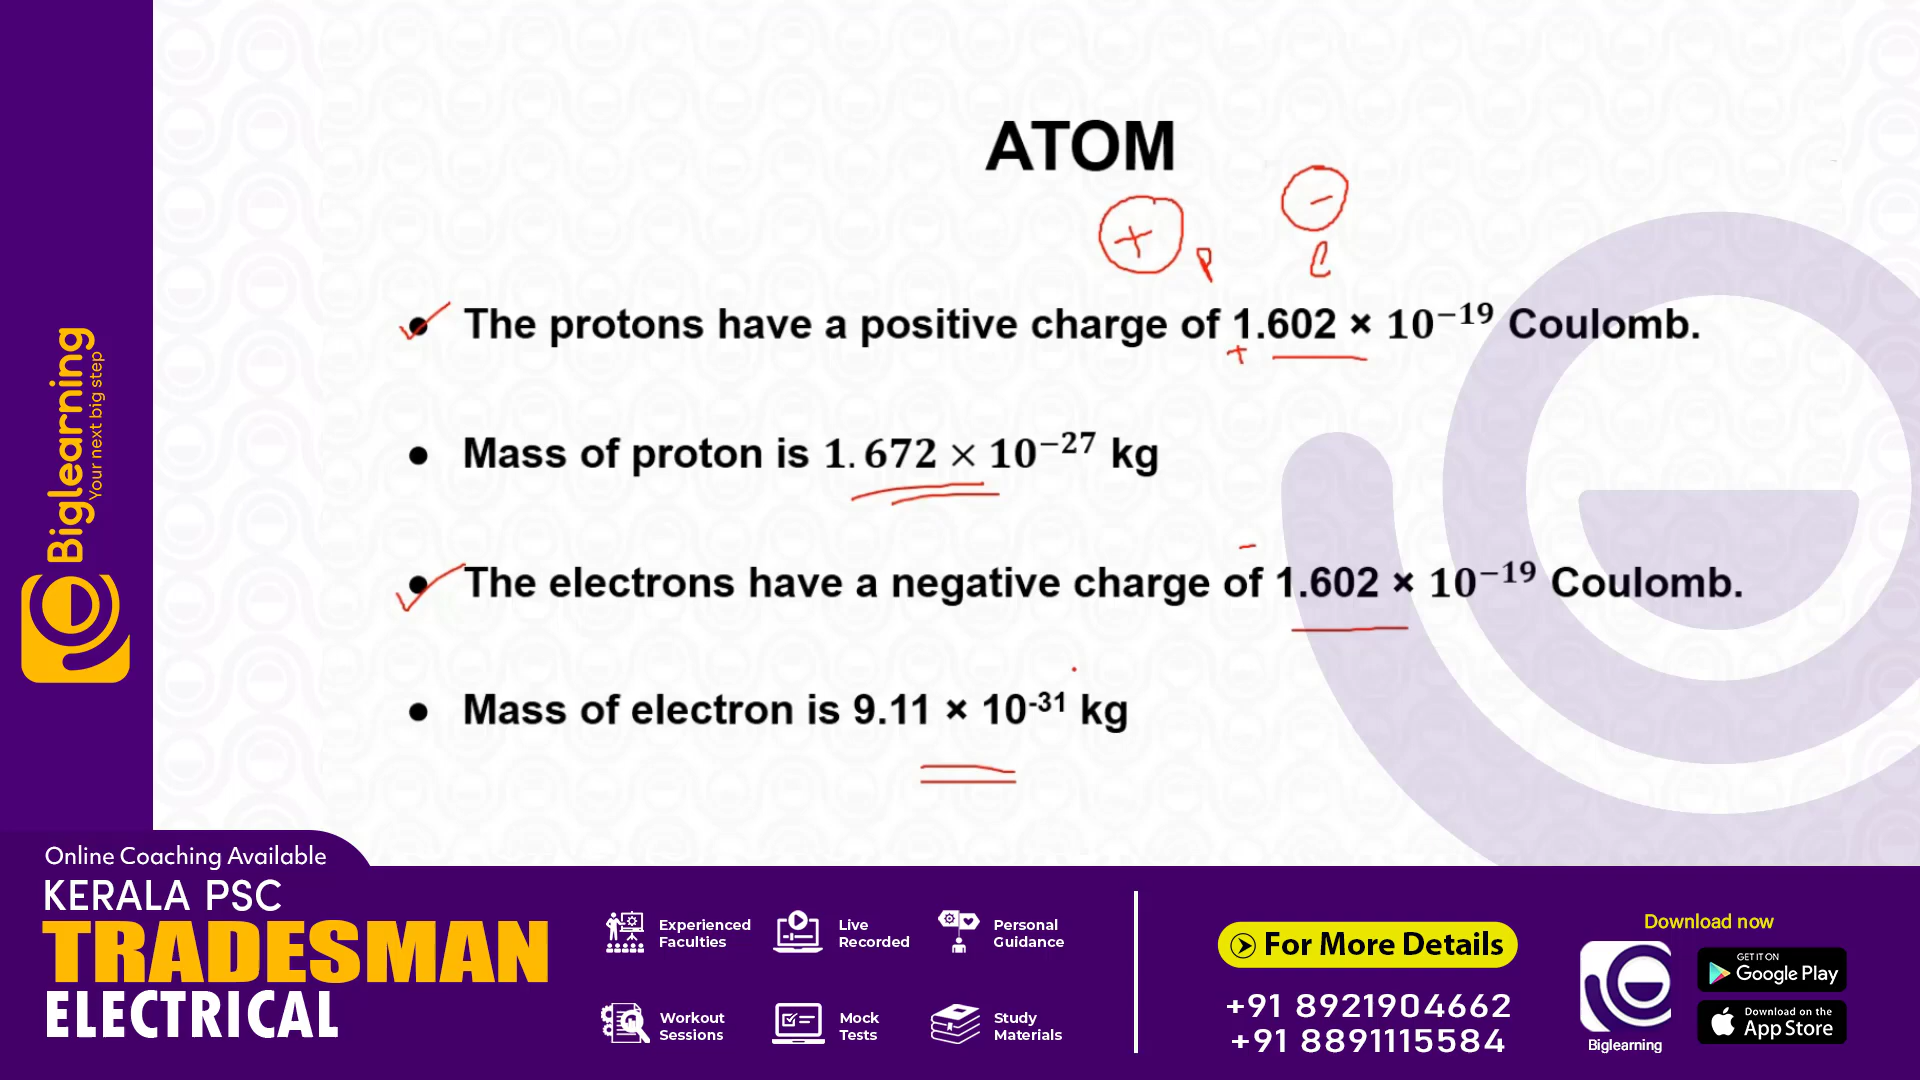 ATOM
+
-
P
e
● The protons have a positive charge of 1.602 × 10⁻¹⁹ Coulomb.
+
● Mass of proton is 1.672 × 10⁻²⁷ kg
-
● The electrons have a negative charge of 1.602 × 10⁻¹⁹ Coulomb.
● Mass of electron is 9.11 × 10⁻³¹ kg
Biglearning
Your next big step
Online Coaching Available
KERALA PSC
TRADESMAN
ELECTRICAL
Experienced
Faculties
Live
Recorded
Personal
Guidance
Workout
Sessions
Mock
Tests
Study
Materials
For More Details
+91 8921904662
+91 8891115584
Download now
Biglearning
GET IT ON
Google Play
Download on the
App Store